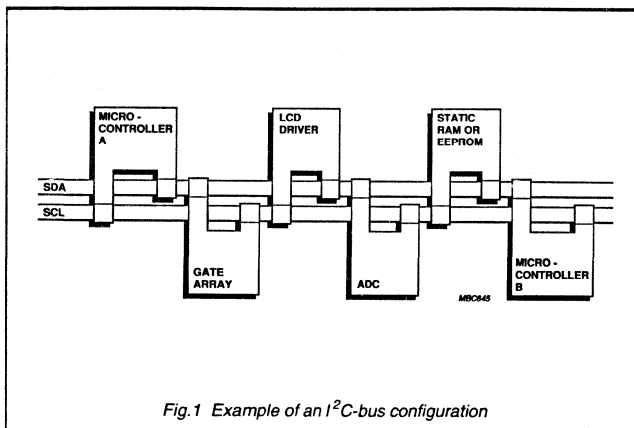 MICRO -
CONTROLLER
A
LCD
DRIVER
STATIC
RAM OR
EEPROM
SDA
SCL
GATE
ARRAY
ADC
MICRO -
CONTROLLER
B
MBC645
Fig.1 Example of an I²C-bus configuration